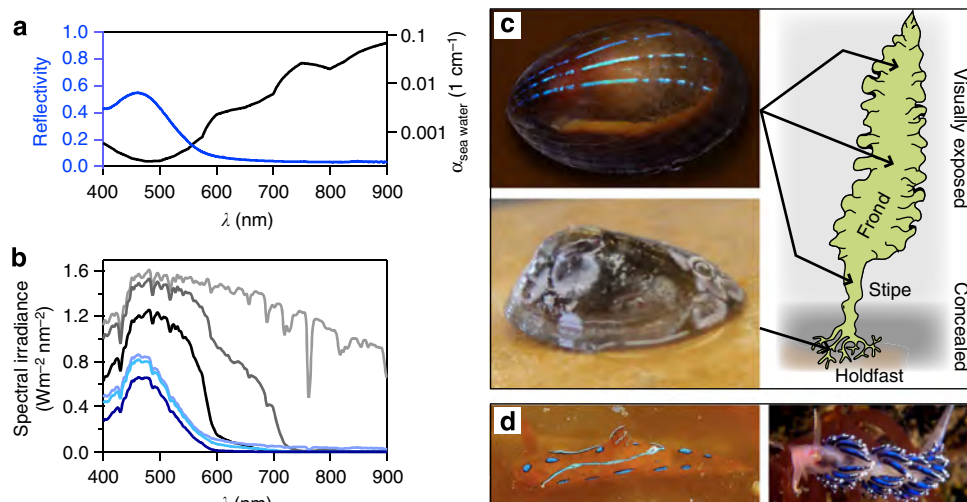 a
Reflectivity
1.0
0.8
0.6
0.4
0.2
0.0
0.1
0.01
0.001
α sea water (1 cm⁻¹)
400 500 600 700 800 900
λ (nm)
b
Spectral irradiance
(Wm⁻² nm⁻²)
1.6
1.2
0.8
0.4
0.0
400 500 600 700 800 900
λ (nm)
c
Visually exposed
Frond
Stipe
Concealed
Holdfast
d